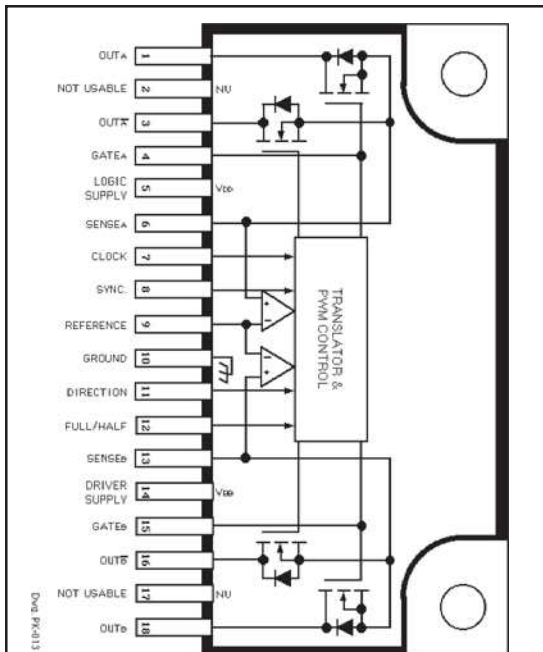 OUTA 1
NOT USABLE 2 NU
OUTA̅ 3
GATEA 4
LOGIC
SUPPLY 5 VDD
SENSEA 6
CLOCK 7
SYNC. 8
REFERENCE 9
GROUND 10
DIRECTION 11
FULL/HALF 12
SENSEB 13
DRIVER
SUPPLY 14 VBB
GATEB 15
OUTB̅ 16
NOT USABLE 17 NU
OUTB 18
+
−
−
+
TRANSLATOR &
PWM CONTROL
Dwg. PK-013